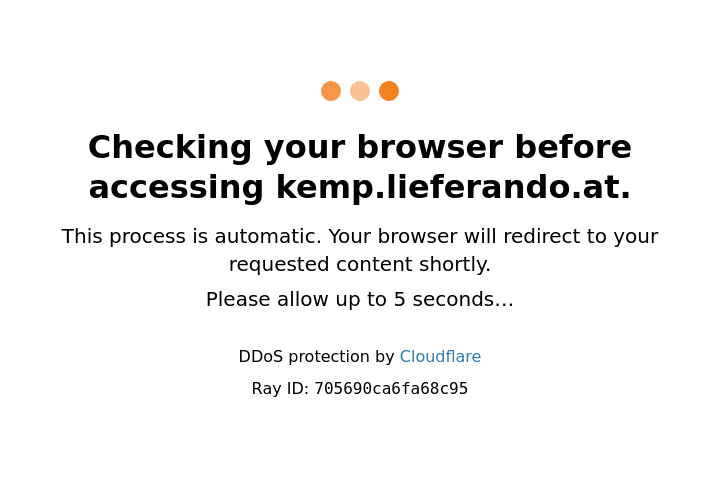 Checking your browser before
accessing kemp.lieferando.at.
This process is automatic. Your browser will redirect to your
requested content shortly.
Please allow up to 5 seconds…
DDoS protection by Cloudflare
Ray ID: 705690ca6fa68c95